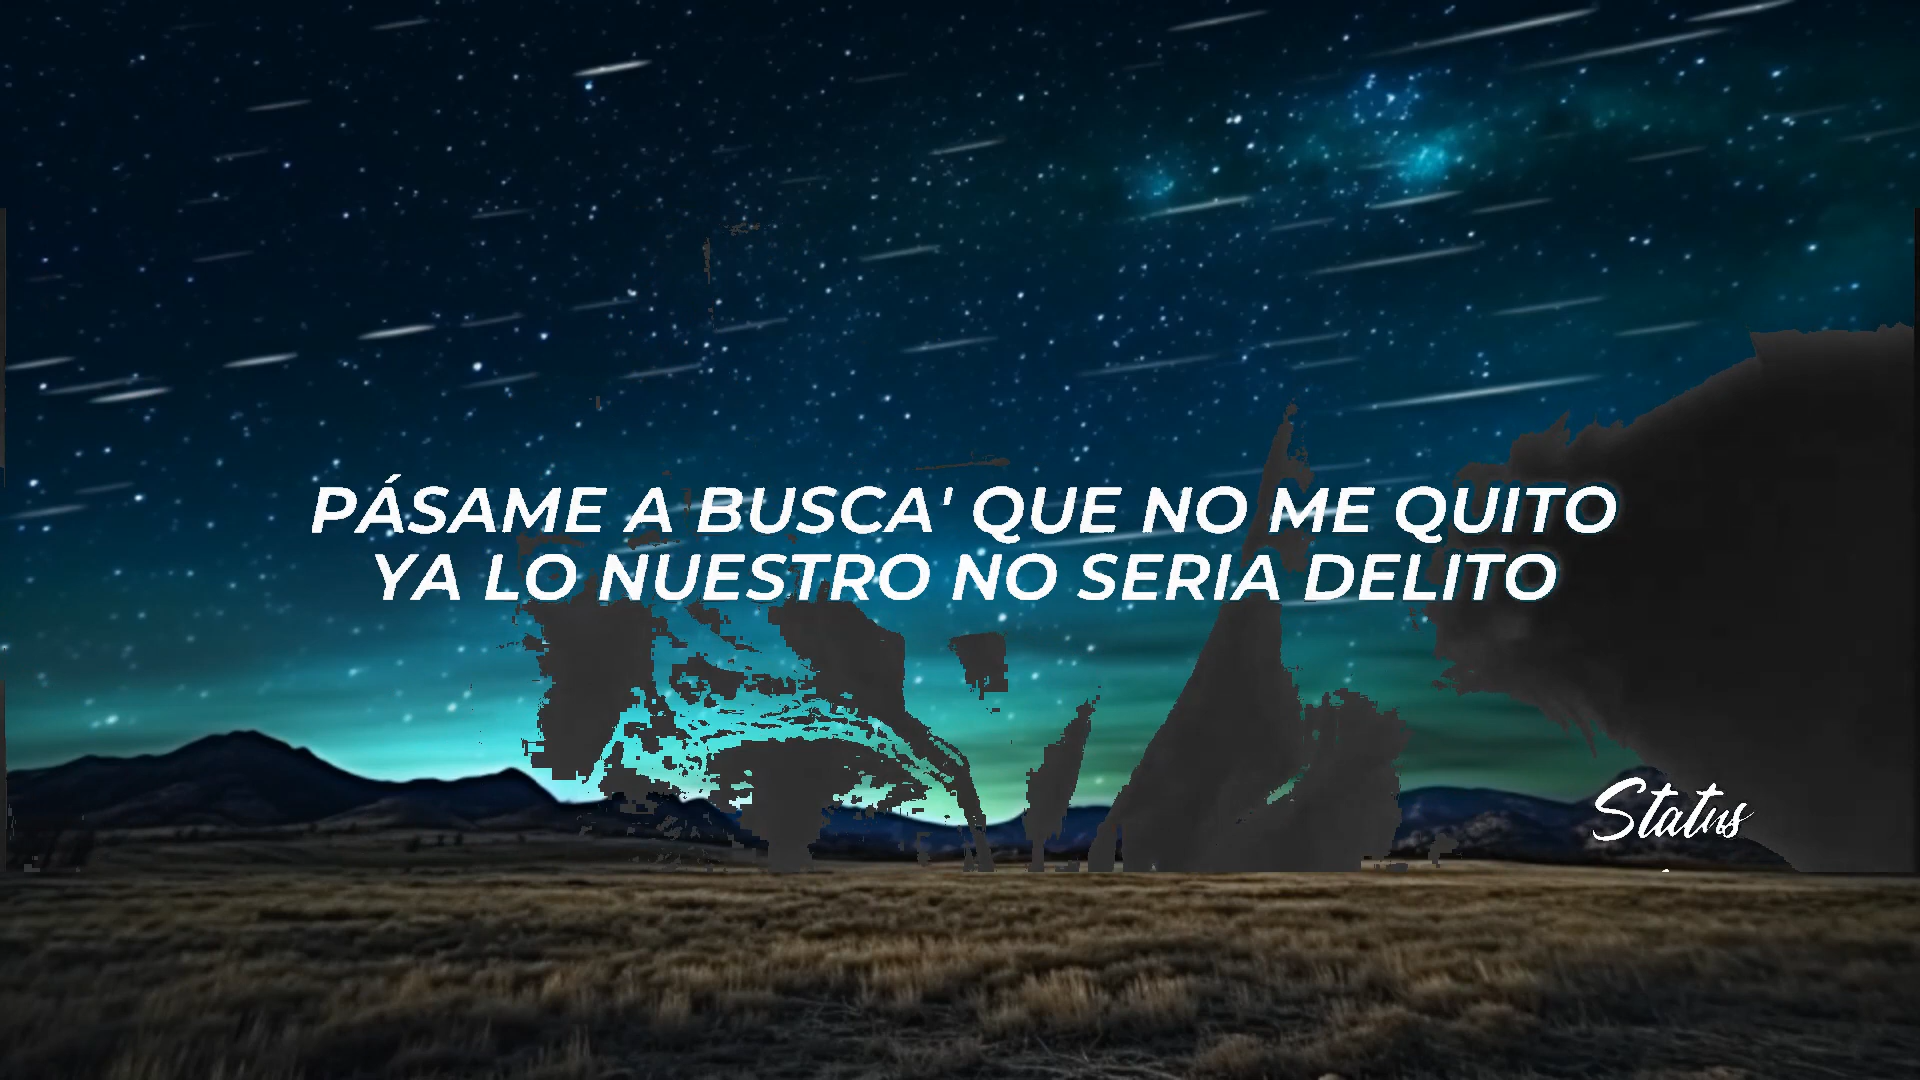 PÁSAME A BUSCA' QUE NO ME QUITO
YA LO NUESTRO NO SERIA DELITO
Status